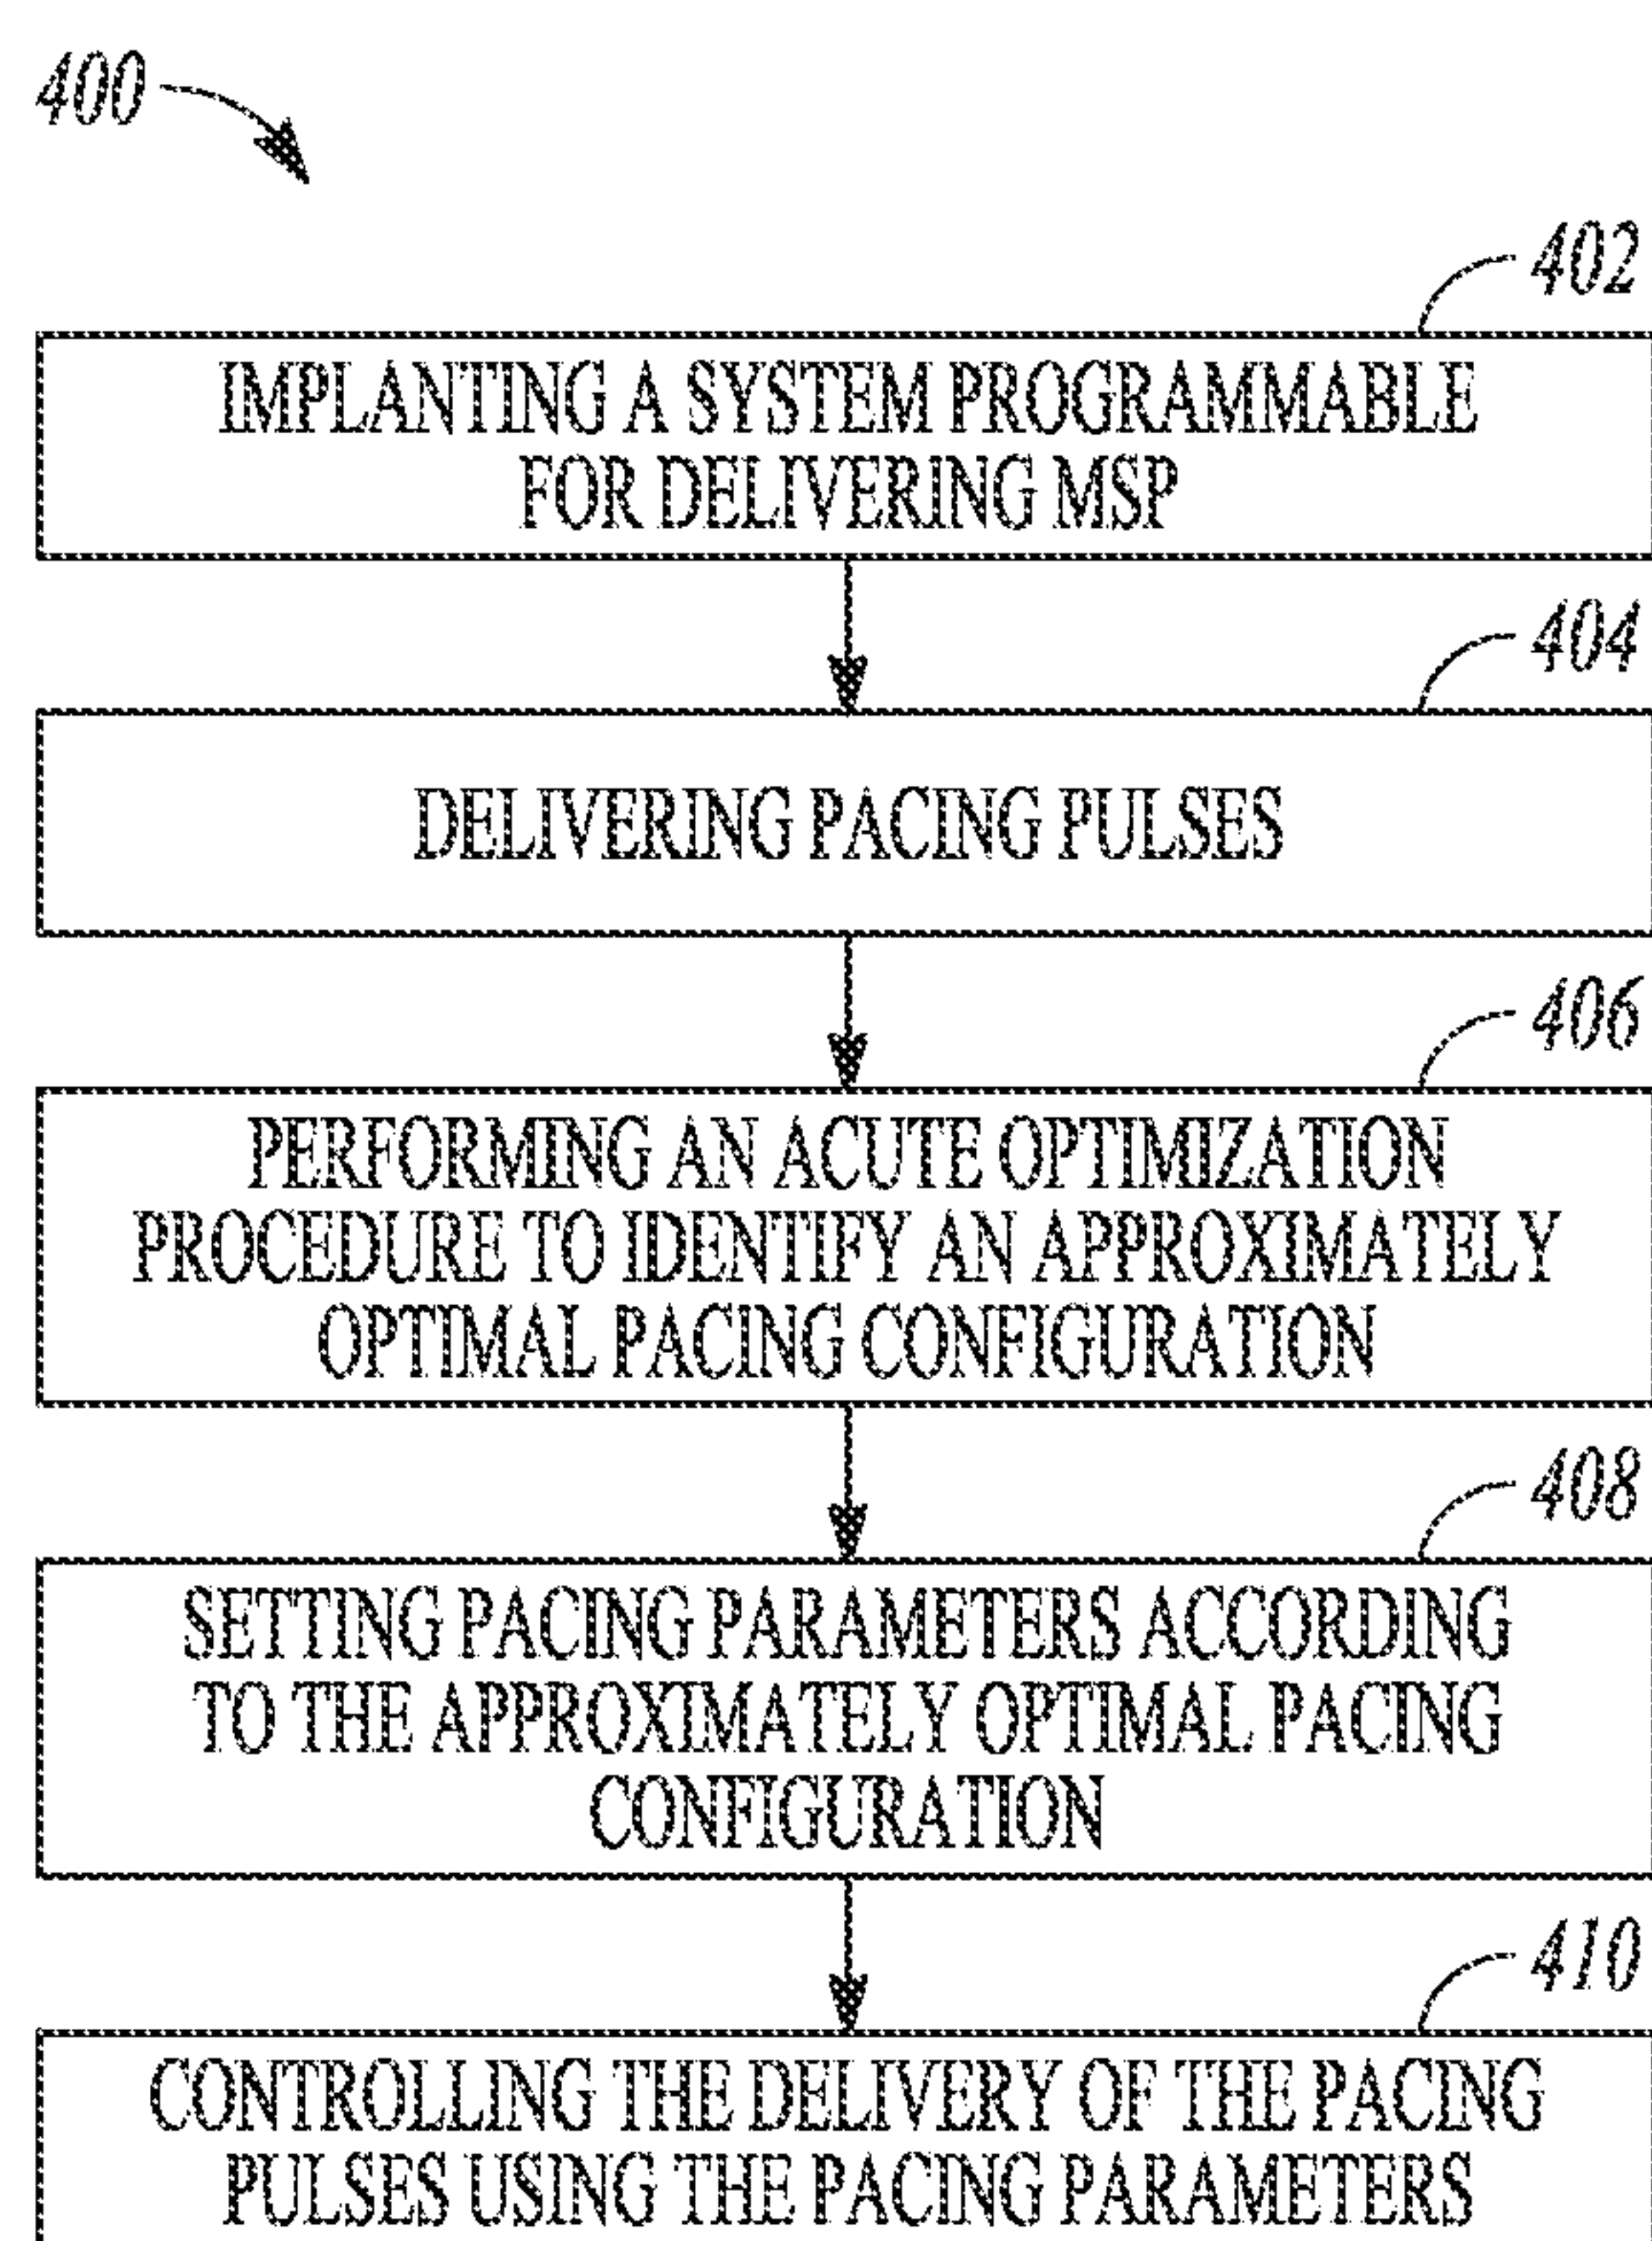 400
402
IMPLANTING A SYSTEM PROGRAMMABLE
FOR DELIVERING MSP
404
DELIVERING PACING PULSES
406
PERFORMING AN ACUTE OPTIMIZATION
PROCEDURE TO IDENTIFY AN APPROXIMATELY
OPTIMAL PACING CONFIGURATION
408
SETTING PACING PARAMETERS ACCORDING
TO THE APPROXIMATELY OPTIMAL PACING
CONFIGURATION
410
CONTROLLING THE DELIVERY OF THE PACING
PULSES USING THE PACING PARAMETERS